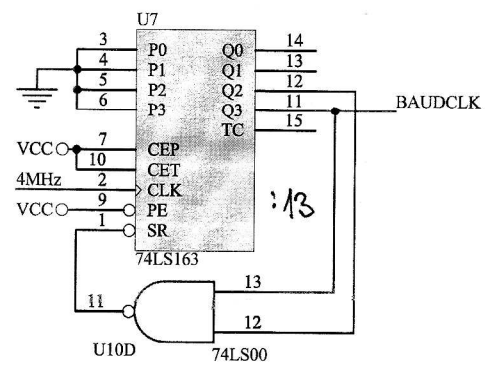 U7
3 P0 Q0 14
4 P1 Q1 13
5 P2 Q2 12
6 P3 Q3 11 BAUDCLK
TC 15
VCC 7 CEP
10 CET
4MHz 2 CLK
:13
VCC 9 PE
1 SR
74LS163
13
11
12
U10D 74LS00